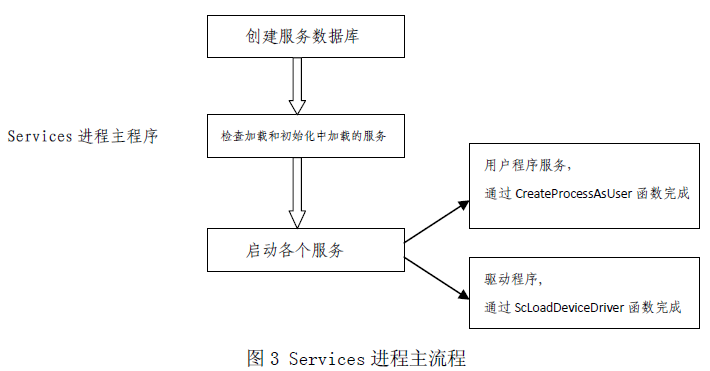 创建服务数据库
Services 进程主程序
检查加载和初始化中加载的服务
用户程序服务,
通过 CreateProcessAsUser 函数完成
启动各个服务
驱动程序,
通过 ScLoadDeviceDriver 函数完成
图 3 Services 进程主流程